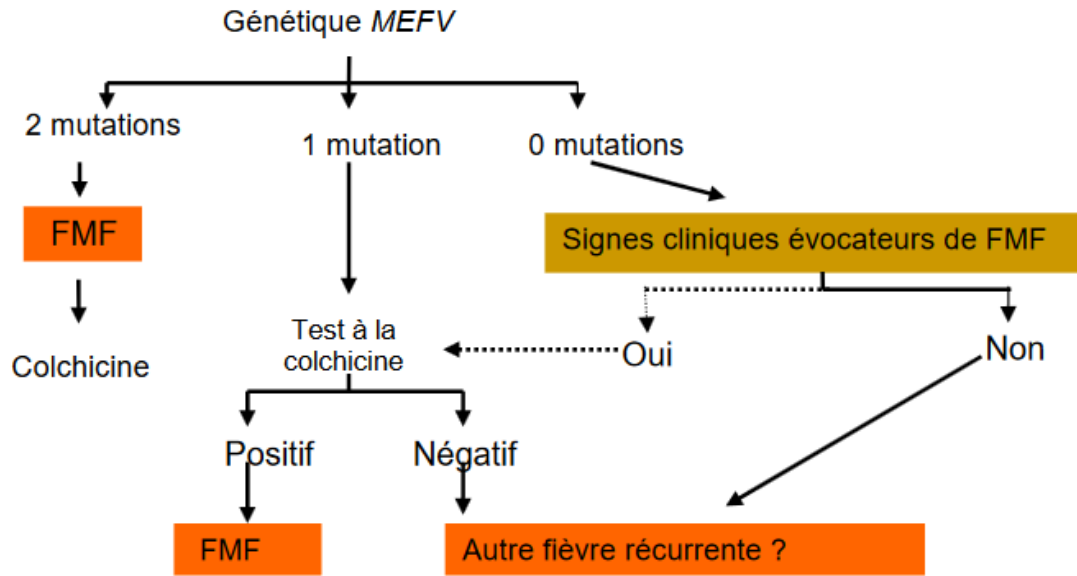 Génétique MEFV
2 mutations
1 mutation
0 mutations
FMF
Signes cliniques évocateurs de FMF
Colchicine
Test à la
colchicine
Oui
Non
Positif
Négatif
FMF
Autre fièvre récurrente ?